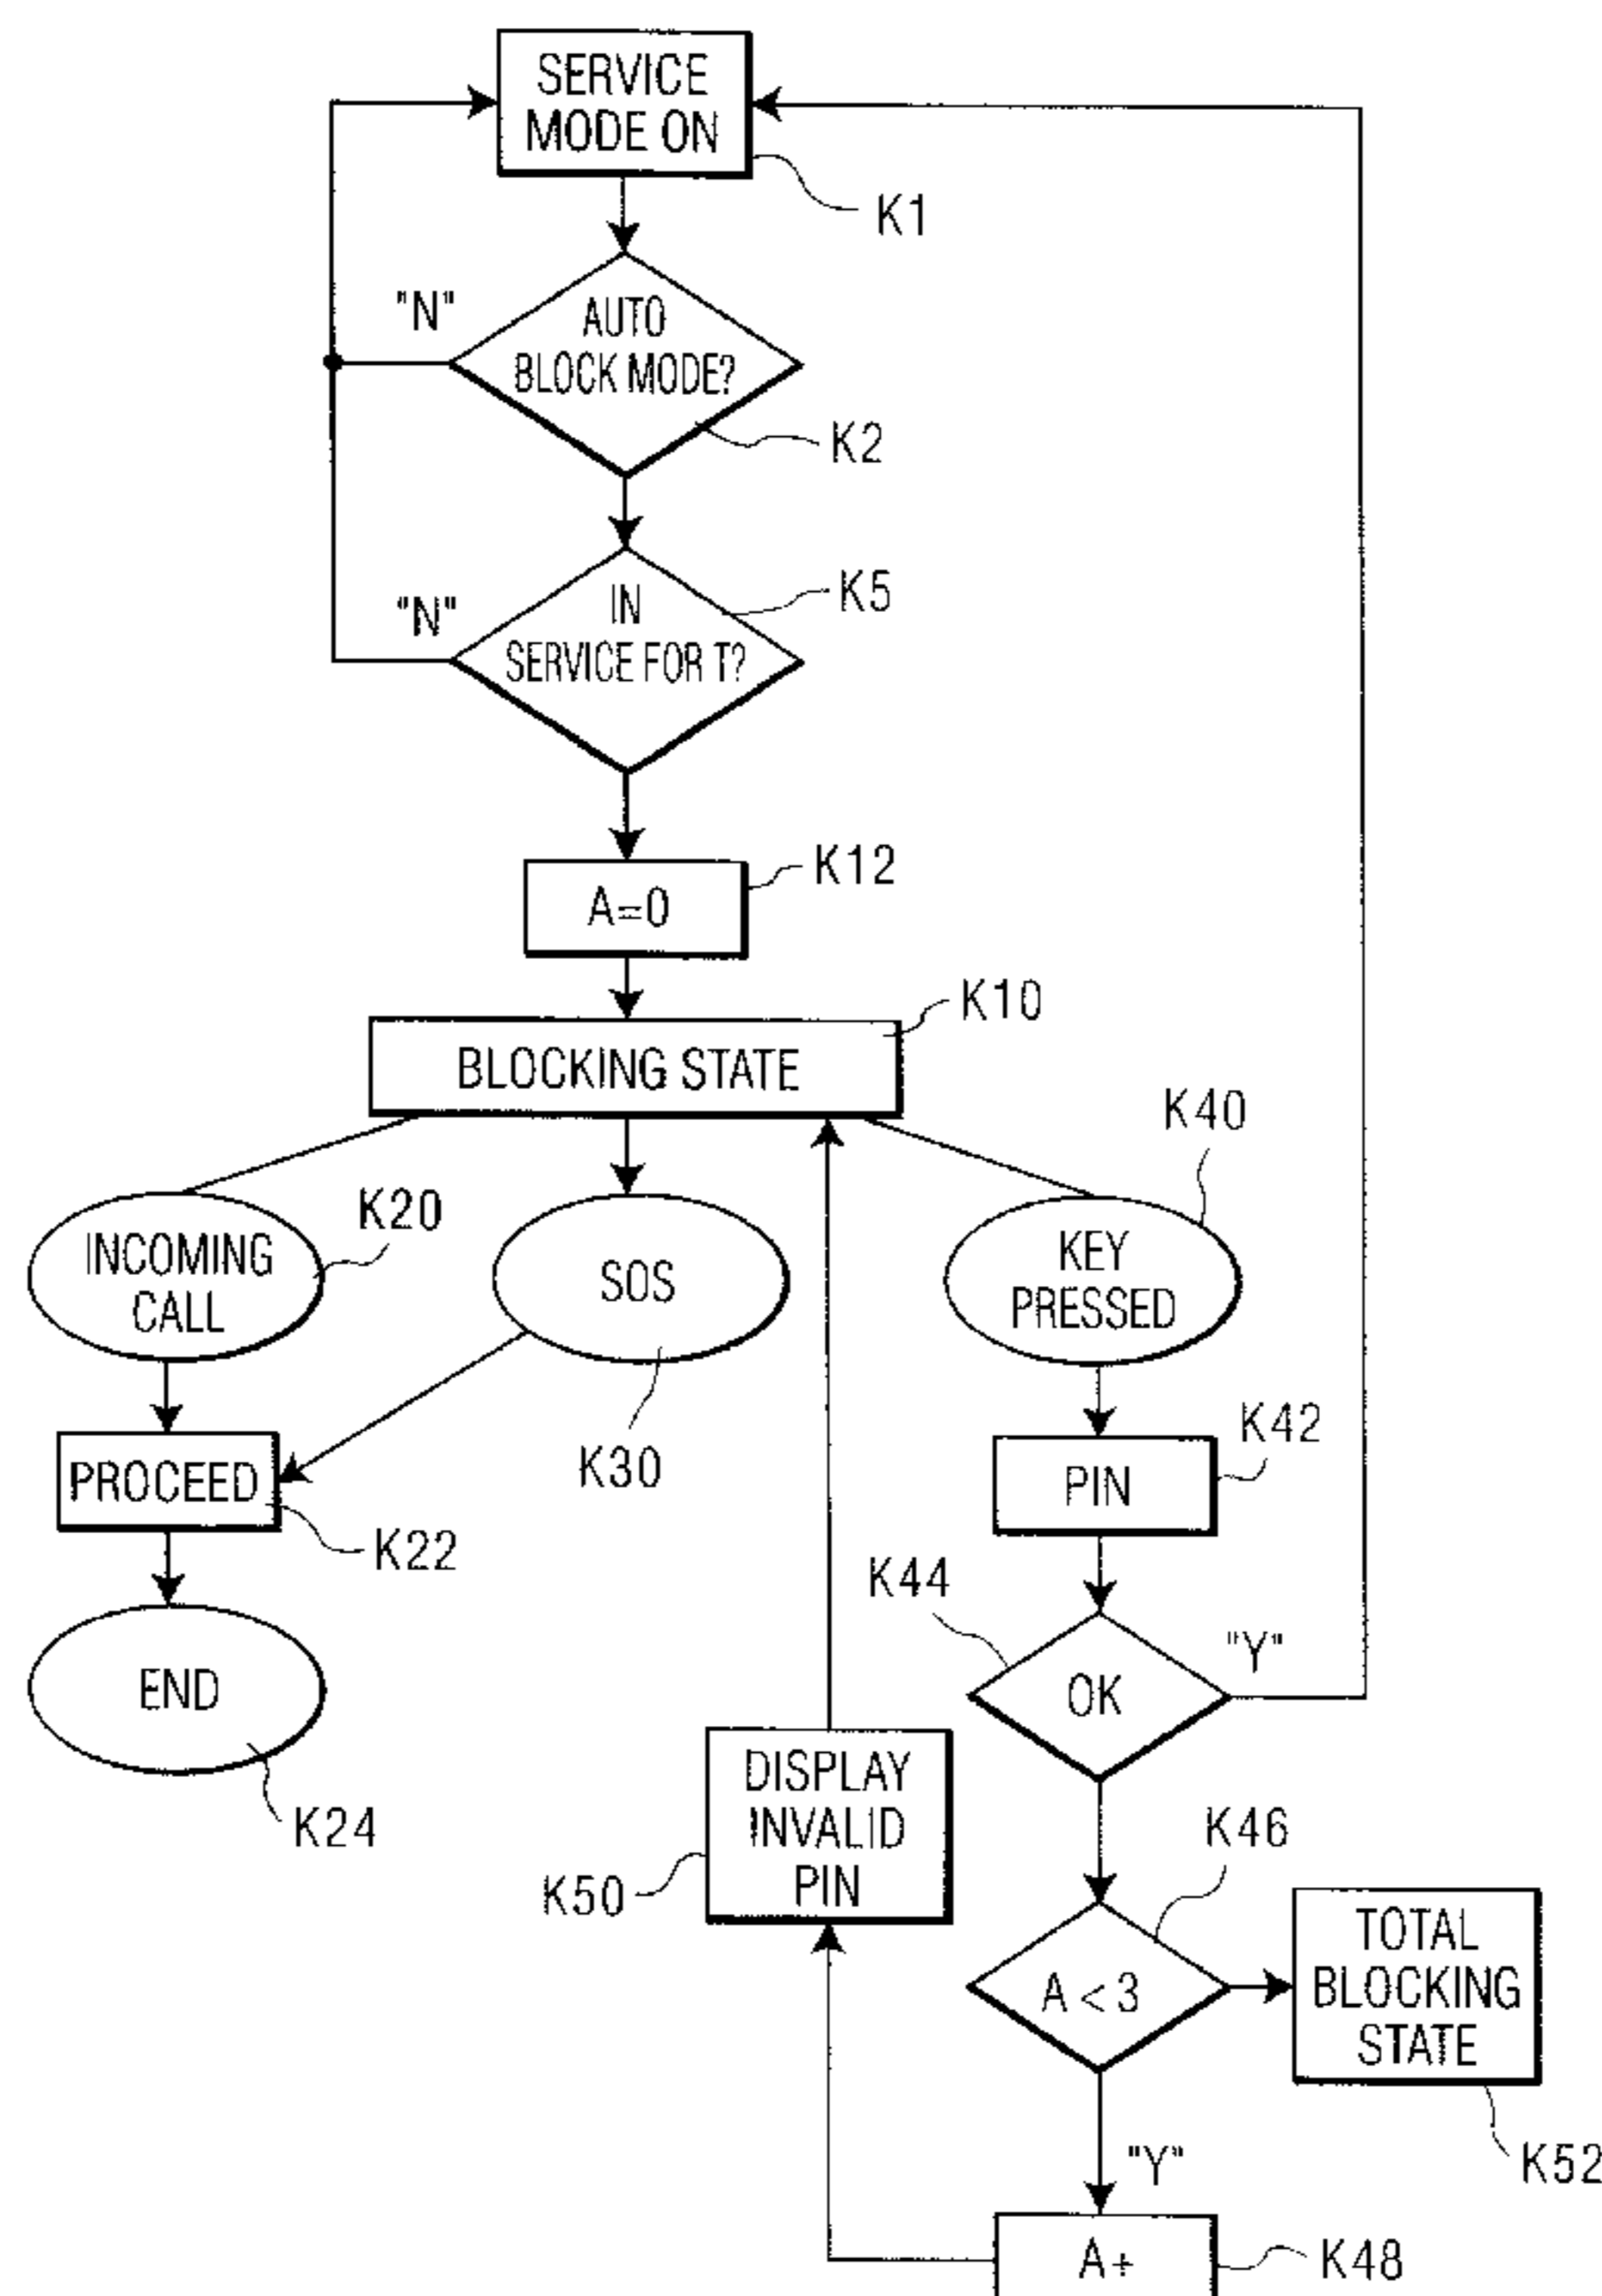 SERVICE
MODE ON
K1
"N"
AUTO
BLOCK MODE?
K2
"N"
IN
SERVICE FOR T?
K5
A=0
K12
BLOCKING STATE
K10
INCOMING
CALL
K20
SOS
K30
KEY
PRESSED
K40
PROCEED
K22
PIN
K42
END
K24
OK
K44
"Y"
DISPLAY
INVALID
PIN
K50
A<3
K46
TOTAL
BLOCKING
STATE
K52
"Y"
A+
K48